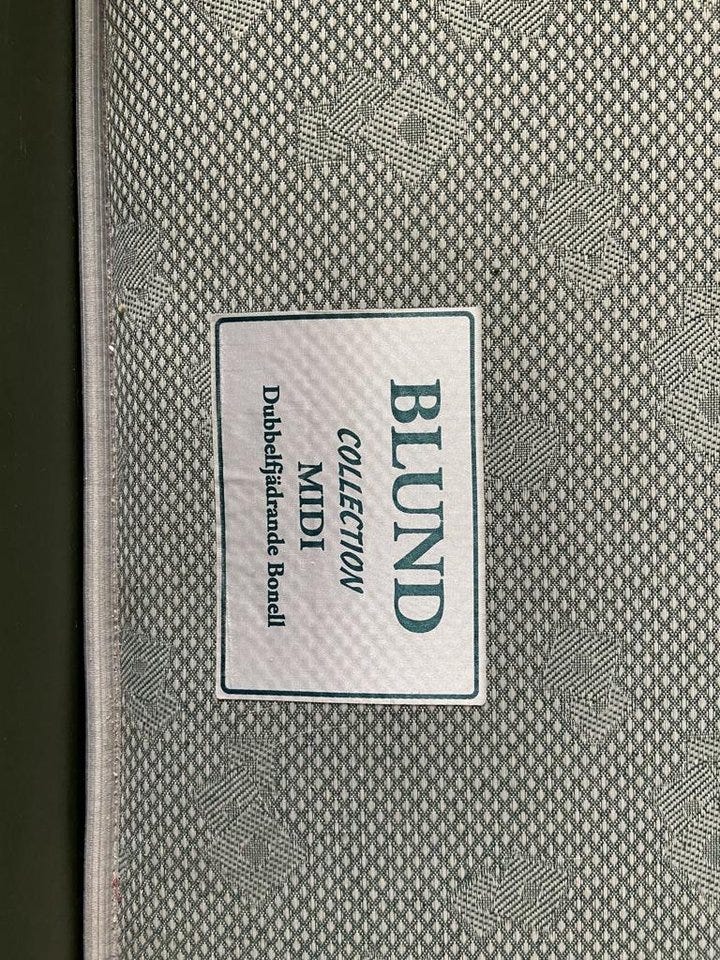 BLUND
COLLECTION
MIDI
Dubbelfjädrande Bonell